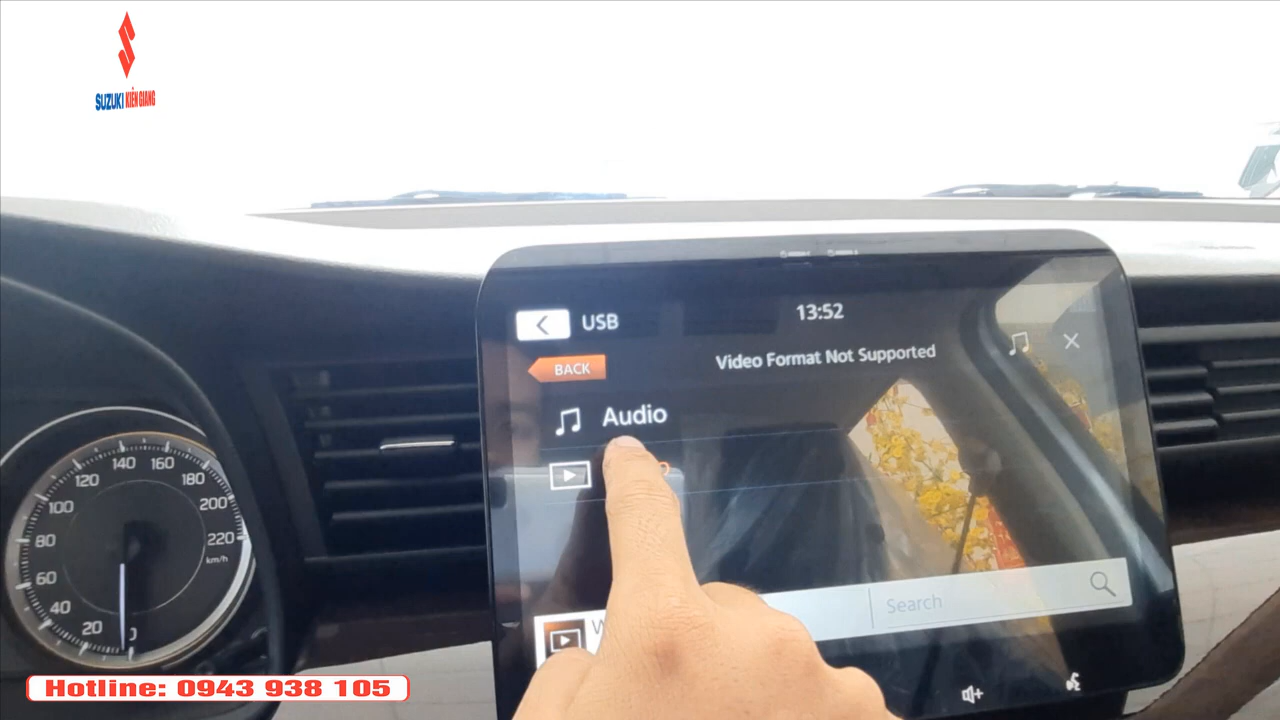 SUZUKI KIÊN GIANG
USB
13:52
BACK
Video Format Not Supported
Audio
Search
140
160
120
180
100
200
80
220
km/h
60
40
20
0
Hotline: 0943 938 105